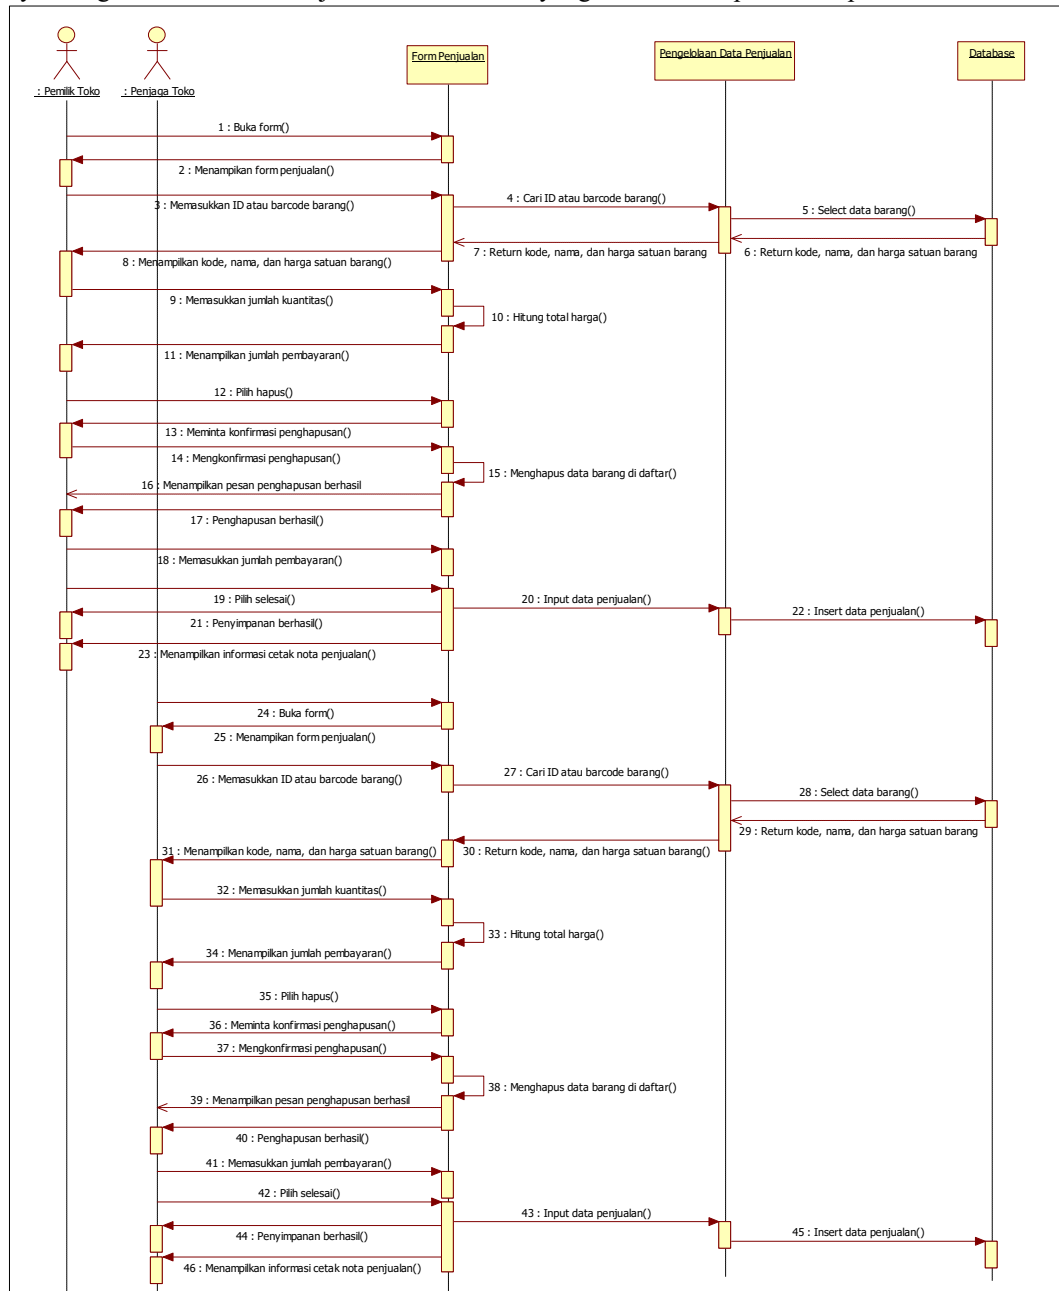 Form Penjualan
Pengelolaan Data Penjualan
Database
: Pemilik Toko
: Penjaga Toko
1 : Buka form()
2 : Menampikan form penjualan()
3 : Memasukkan ID atau barcode barang()
4 : Cari ID atau barcode barang()
5 : Select data barang()
6 : Return kode, nama, dan harga satuan barang
7 : Return kode, nama, dan harga satuan barang
8 : Menampilkan kode, nama, dan harga satuan barang()
9 : Memasukkan jumlah kuantitas()
10 : Hitung total harga()
11 : Menampilkan jumlah pembayaran()
12 : Pilih hapus()
13 : Meminta konfirmasi penghapusan()
14 : Mengkonfirmasi penghapusan()
15 : Menghapus data barang di daftar()
16 : Menampilkan pesan penghapusan berhasil
17 : Penghapusan berhasil()
18 : Memasukkan jumlah pembayaran()
19 : Pilih selesai()
20 : Input data penjualan()
21 : Penyimpanan berhasil()
22 : Insert data penjualan()
23 : Menampilkan informasi cetak nota penjualan()
24 : Buka form()
25 : Menampikan form penjualan()
26 : Memasukkan ID atau barcode barang()
27 : Cari ID atau barcode barang()
28 : Select data barang()
29 : Return kode, nama, dan harga satuan barang
30 : Return kode, nama, dan harga satuan barang()
31 : Menampilkan kode, nama, dan harga satuan barang()
32 : Memasukkan jumlah kuantitas()
33 : Hitung total harga()
34 : Menampilkan jumlah pembayaran()
35 : Pilih hapus()
36 : Meminta konfirmasi penghapusan()
37 : Mengkonfirmasi penghapusan()
38 : Menghapus data barang di daftar()
39 : Menampilkan pesan penghapusan berhasil
40 : Penghapusan berhasil()
41 : Memasukkan jumlah pembayaran()
42 : Pilih selesai()
43 : Input data penjualan()
44 : Penyimpanan berhasil()
45 : Insert data penjualan()
46 : Menampilkan informasi cetak nota penjualan()